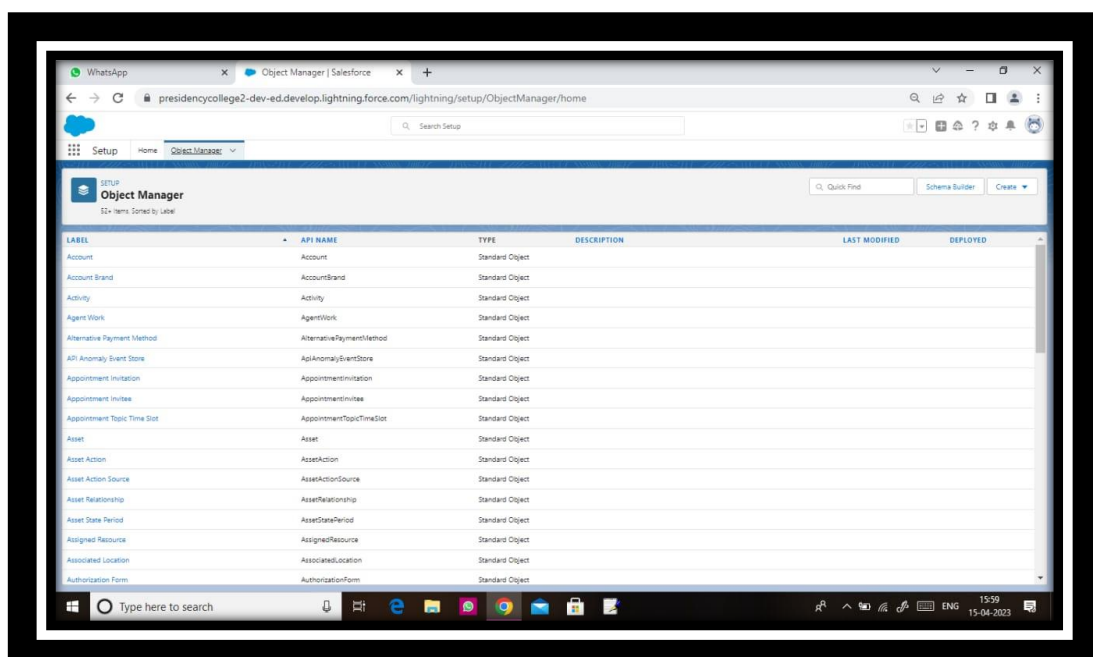 WhatsApp
Object Manager | Salesforce
presidencycollege2-dev-ed.develop.lightning.force.com/lightning/setup/ObjectManager/home
Search Setup
Setup Home Object Manager
SETUP
Object Manager
52+ Items, Sorted by Label
Quick Find
Schema Builder
Create
LABEL API NAME TYPE DESCRIPTION LAST MODIFIED DEPLOYED
Account Account Standard Object
Account Brand AccountBrand Standard Object
Activity Activity Standard Object
Agent Work AgentWork Standard Object
Alternative Payment Method AlternativePaymentMethod Standard Object
API Anomaly Event Store ApiAnomalyEventStore Standard Object
Appointment Invitation AppointmentInvitation Standard Object
Appointment Invitee AppointmentInvitee Standard Object
Appointment Topic Time Slot AppointmentTopicTimeSlot Standard Object
Asset Asset Standard Object
Asset Action AssetAction Standard Object
Asset Action Source AssetActionSource Standard Object
Asset Relationship AssetRelationship Standard Object
Asset State Period AssetStatePeriod Standard Object
Assigned Resource AssignedResource Standard Object
Associated Location AssociatedLocation Standard Object
Authorization Form AuthorizationForm Standard Object
Type here to search
ENG
15:59
15-04-2023